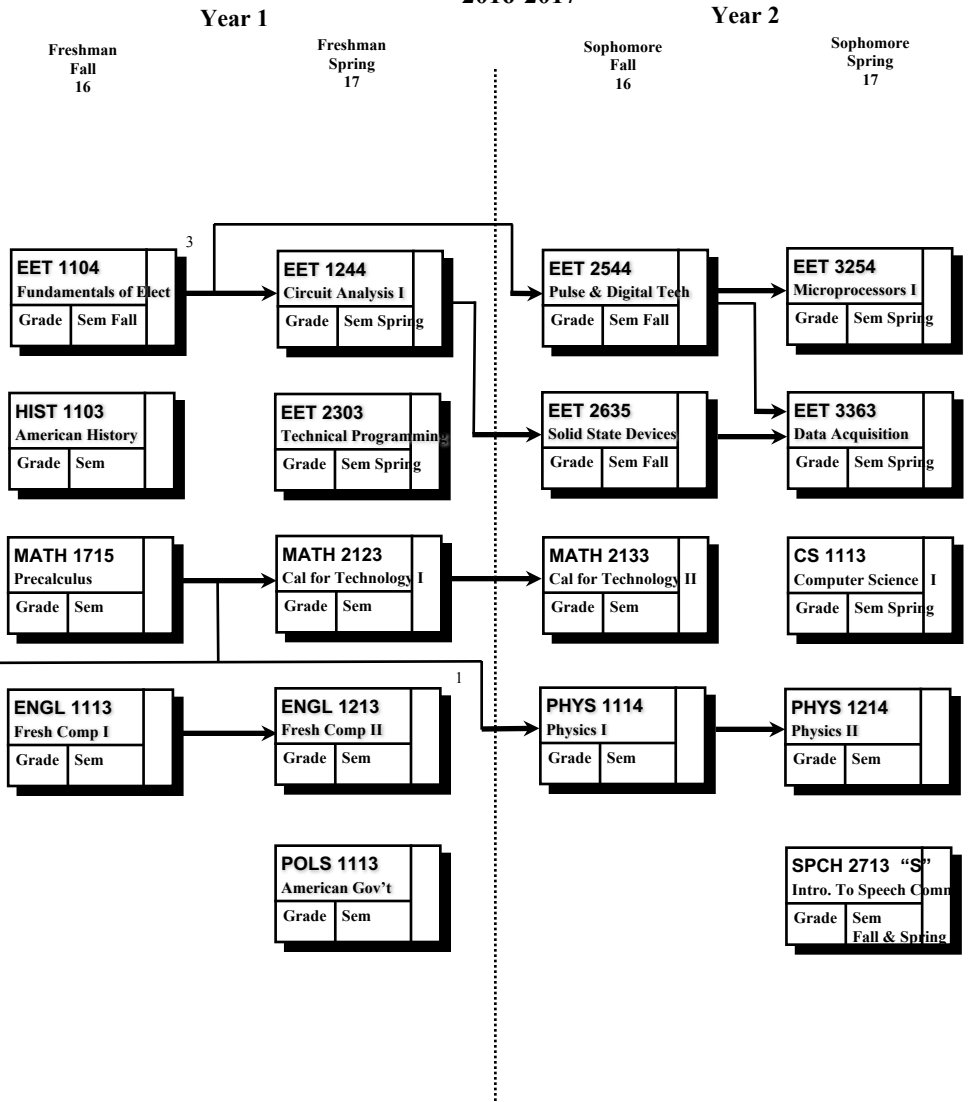 2016-2017
Year 1
Year 2
Freshman
Fall
16
Freshman
Spring
17
Sophomore
Fall
16
Sophomore
Spring
17
3
EET 1104
Fundamentals of Elect
Grade Sem Fall
EET 1244
Circuit Analysis I
Grade Sem Spring
EET 2544
Pulse & Digital Tech
Grade Sem Fall
EET 3254
Microprocessors I
Grade Sem Spring
HIST 1103
American History
Grade Sem
EET 2303
Technical Programming
Grade Sem Spring
EET 2635
Solid State Devices
Grade Sem Fall
EET 3363
Data Acquisition
Grade Sem Spring
MATH 1715
Precalculus
Grade Sem
MATH 2123
Cal for Technology I
Grade Sem
MATH 2133
Cal for Technology II
Grade Sem
CS 1113
Computer Science I
Grade Sem Spring
1
ENGL 1113
Fresh Comp I
Grade Sem
ENGL 1213
Fresh Comp II
Grade Sem
PHYS 1114
Physics I
Grade Sem
PHYS 1214
Physics II
Grade Sem
POLS 1113
American Gov’t
Grade Sem
SPCH 2713 “S”
Intro. To Speech Comm
Grade Sem
Fall & Spring